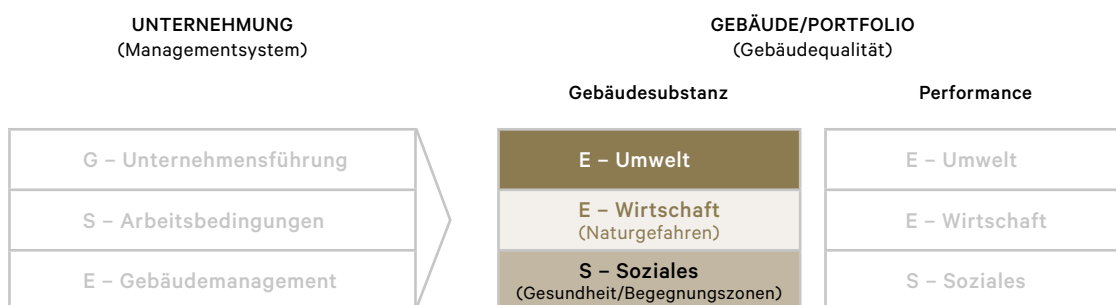 UNTERNEHMUNG
(Managementsystem)
GEBÄUDE/PORTFOLIO
(Gebäudequalität)
Gebäudesubstanz
Performance
G – Unternehmensführung
S – Arbeitsbedingungen
E – Gebäudemanagement
E – Umwelt
E – Wirtschaft
(Naturgefahren)
S – Soziales
(Gesundheit/Begegnungszonen)
E – Umwelt
E – Wirtschaft
S – Soziales